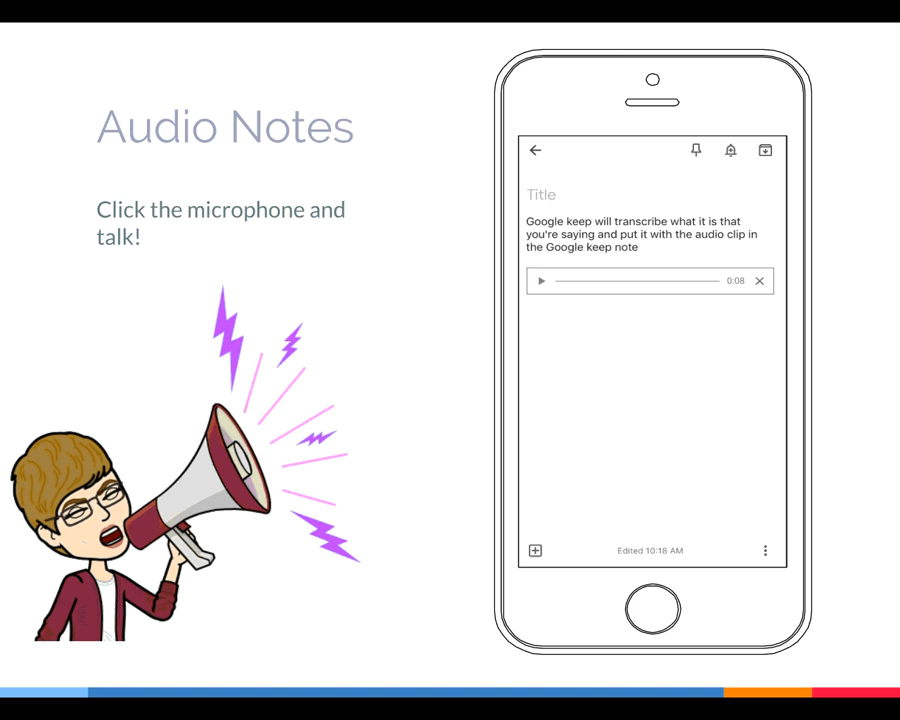 Audio Notes
Click the microphone and
talk!
Title
Google keep will transcribe what it is that
you're saying and put it with the audio clip in
the Google keep note
0:08
Edited 10:18 AM